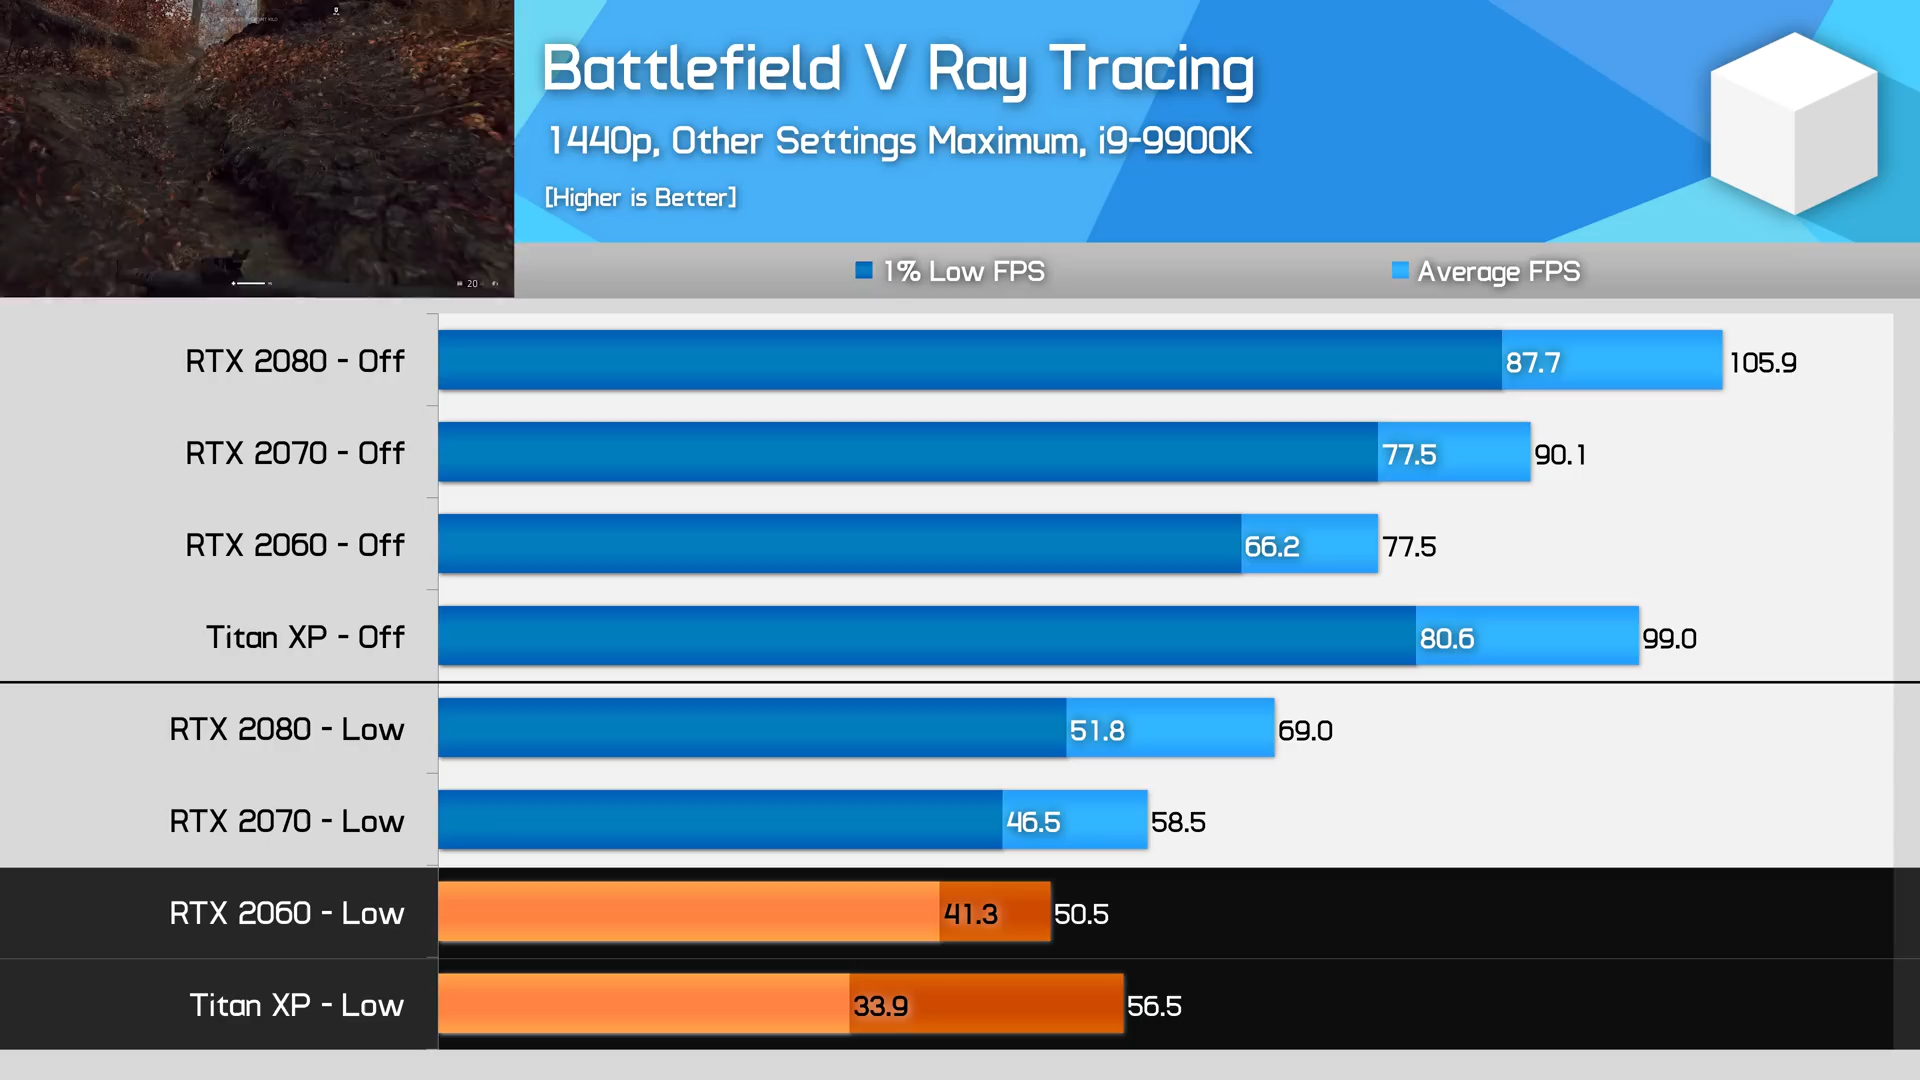 Battlefield V Ray Tracing
1440p, Other Settings Maximum, i9-9900K
[Higher is Better]
20
1% Low FPS
Average FPS
RTX 2080 - Off
87.7
105.9
RTX 2070 - Off
77.5
90.1
RTX 2060 - Off
66.2
77.5
Titan XP - Off
80.6
99.0
RTX 2080 - Low
51.8
69.0
RTX 2070 - Low
46.5
58.5
RTX 2060 - Low
41.3
50.5
Titan XP - Low
33.9
56.5